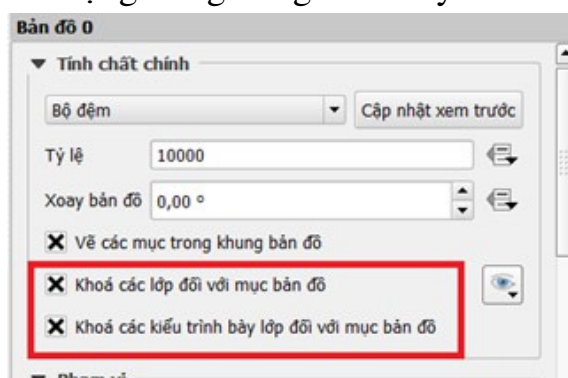 Bản đồ 0
Tính chất chính
Bộ đệm Cập nhật xem trước
Tỷ lệ 10000
Xoay bản đồ 0,00 °
Vẽ các mục trong khung bản đồ
Khoá các lớp đối với mục bản đồ
Khoá các kiểu trình bày lớp đối với mục bản đồ